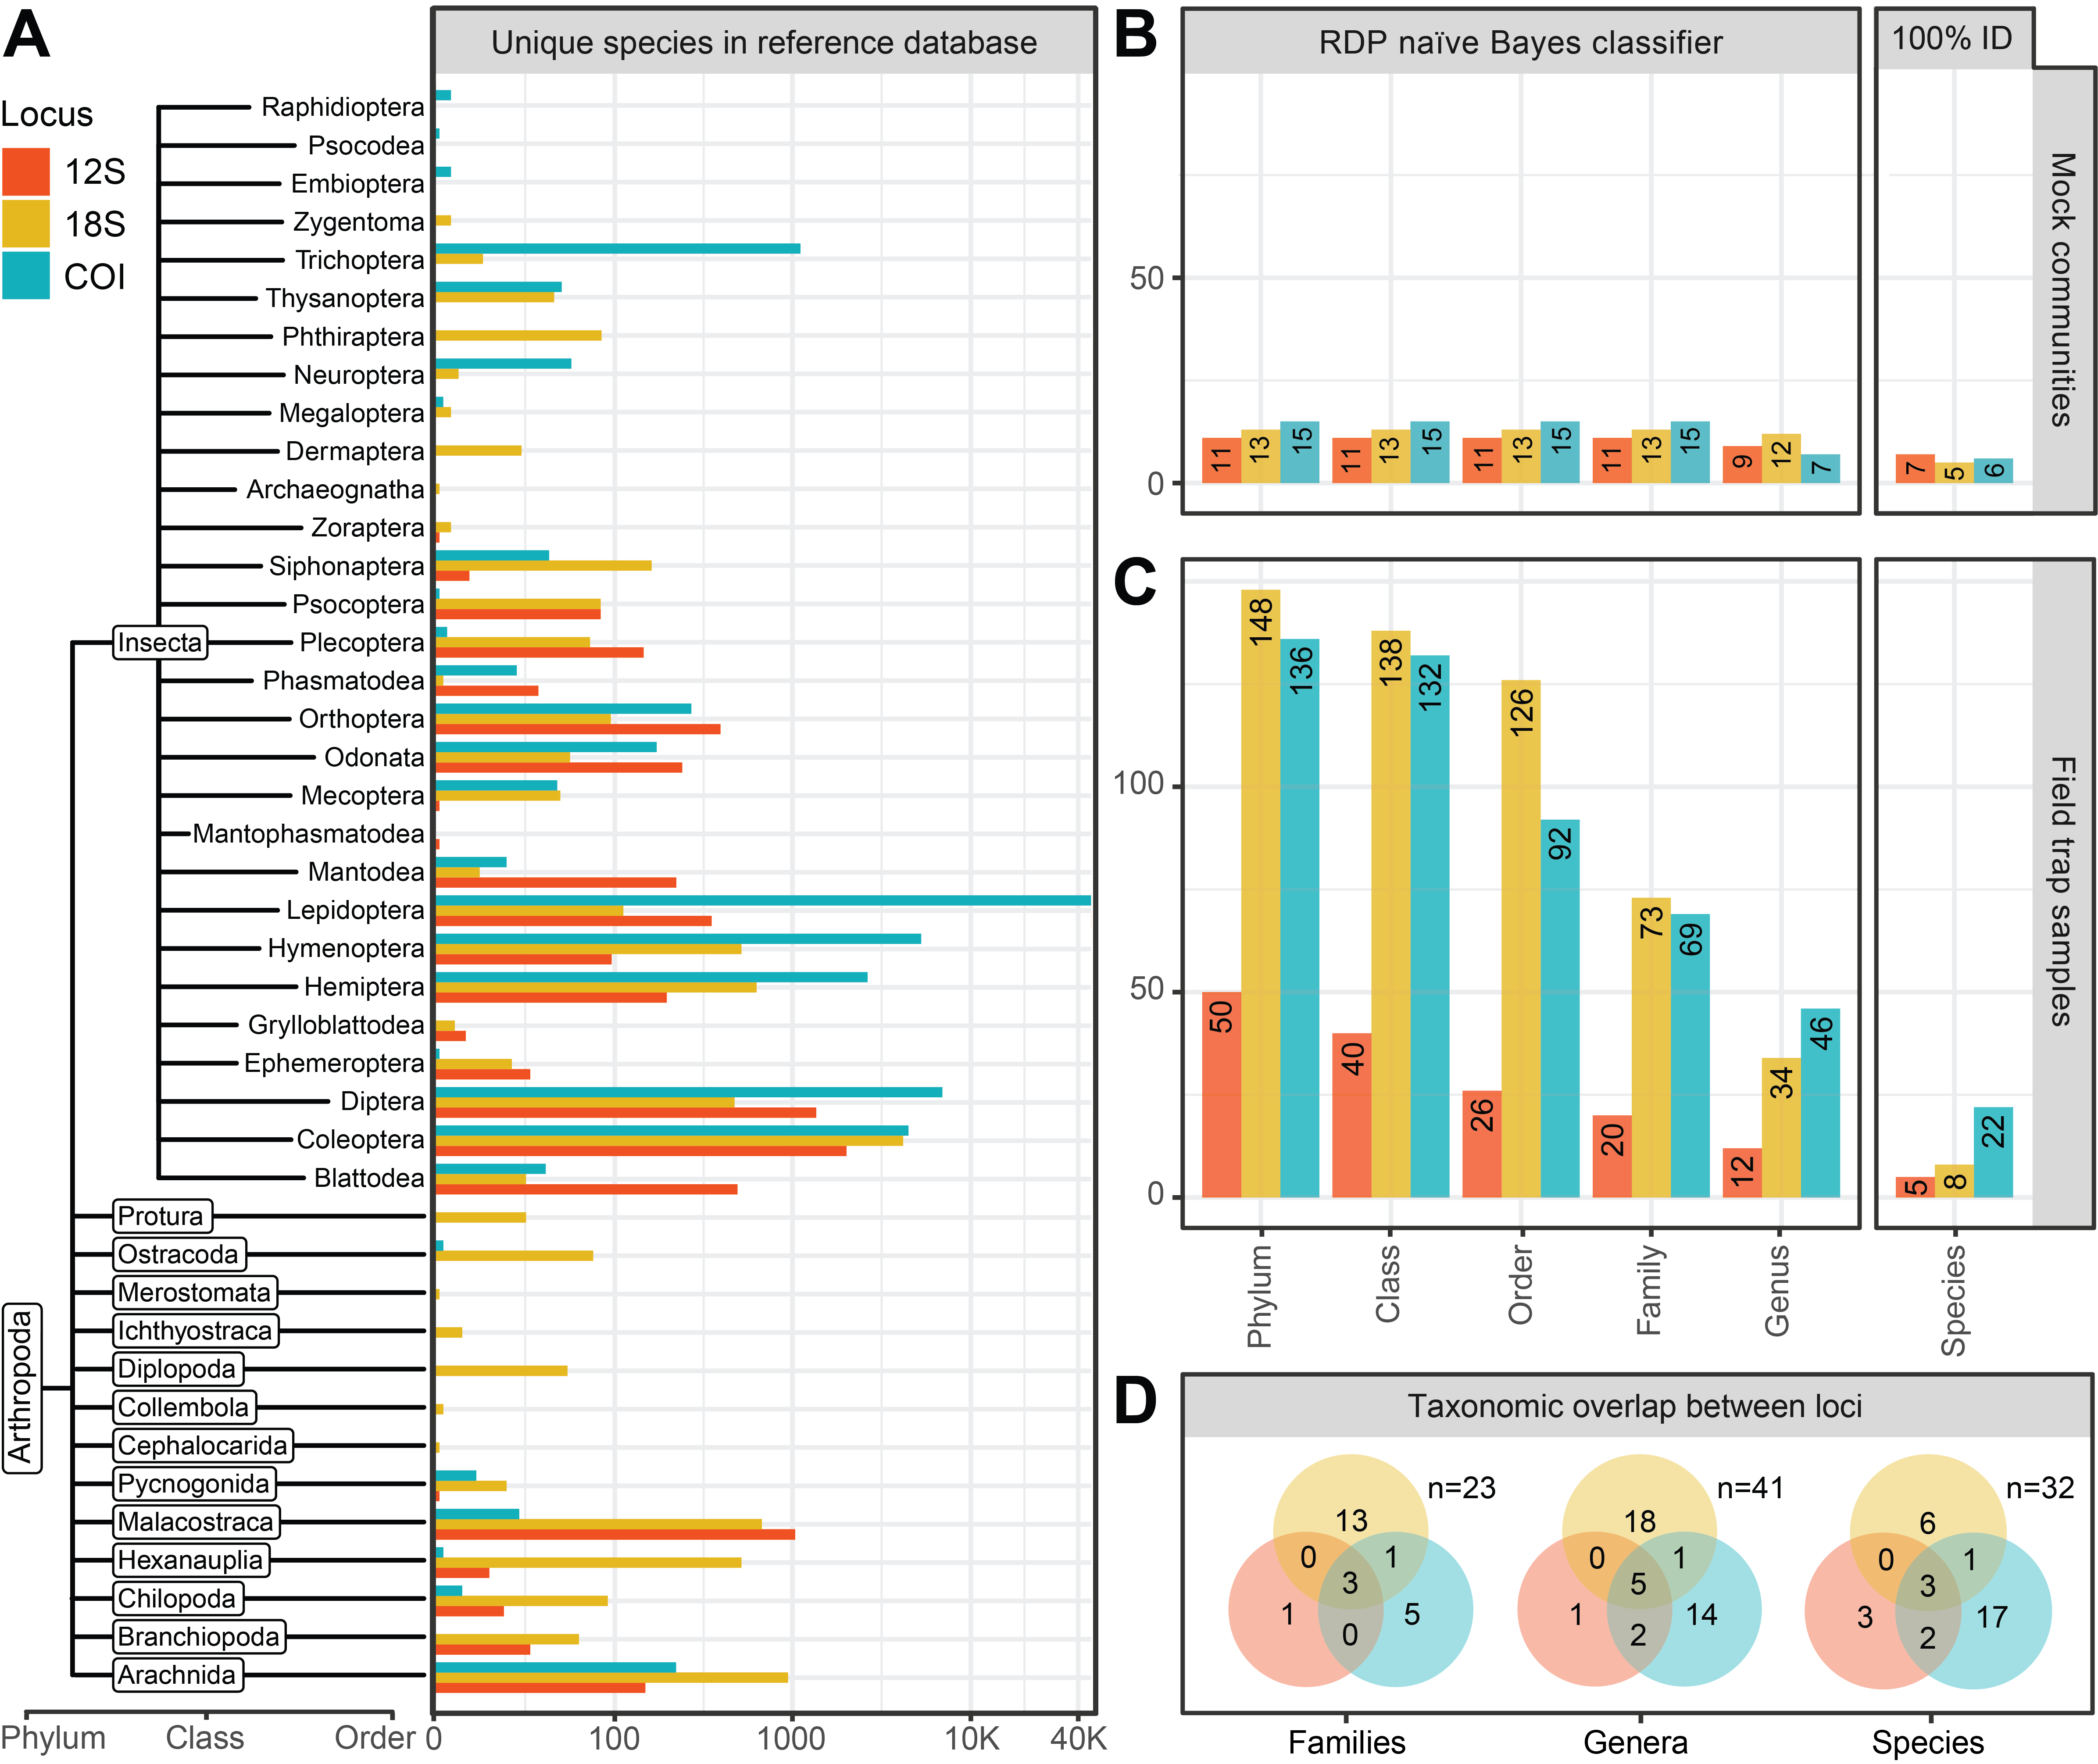 A
Unique species in reference database
Locus
12S
18S
COI
Raphidioptera
Psocodea
Embioptera
Zygentoma
Trichoptera
Thysanoptera
Phthiraptera
Neuroptera
Megaloptera
Dermaptera
Archaeognatha
Zoraptera
Siphonaptera
Psocoptera
Insecta
Plecoptera
Phasmatodea
Orthoptera
Odonata
Mecoptera
Mantophasmatodea
Mantodea
Lepidoptera
Hymenoptera
Hemiptera
Grylloblattodea
Ephemeroptera
Diptera
Coleoptera
Blattodea
Arthropoda
Protura
Ostracoda
Merostomata
Ichthyostraca
Diplopoda
Collembola
Cephalocarida
Pycnogonida
Malacostraca
Hexanauplia
Chilopoda
Branchiopoda
Arachnida
Phylum Class Order
0 100 1000 10K 40K
B
RDP naïve Bayes classifier
100% ID
Mock communities
50
0
11 13 15 11 13 15 11 13 15 11 13 15 9 12 7
7 5 6
C
Field trap samples
100
50
0
50 148 136 40 138 132 26 126 92 20 73 69 12 34 46
5 8 22
Phylum Class Order Family Genus Species
D
Taxonomic overlap between loci
n=23
13
0 1
3
1 5
0
Families
n=41
18
0 1
5
1 14
2
Genera
n=32
6
0 1
3
3 17
2
Species